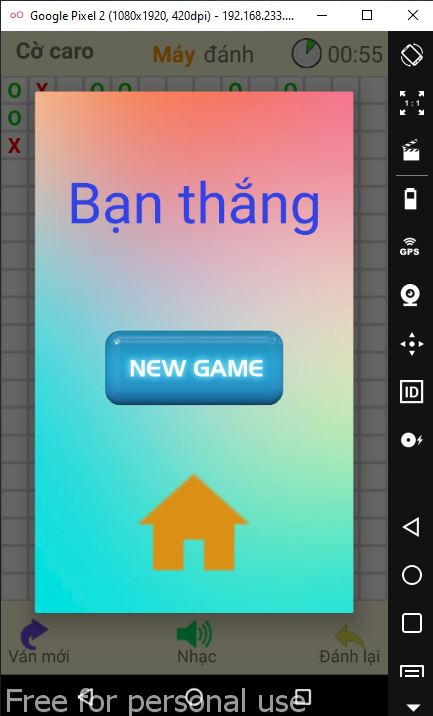 Google Pixel 2 (1080x1920, 420dpi) - 192.168.233....
Cờ caro
Máy đánh
00:55
O X O O O O
O
X
Bạn thắng
NEW GAME
Ván mới
Nhạc
Đánh lại
1:1
GPS
ID
Free for personal use